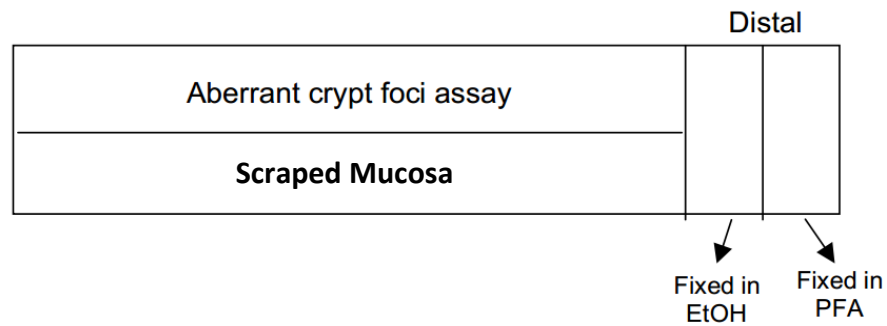 Distal
Aberrant crypt foci assay
Scraped Mucosa
Fixed in
EtOH
Fixed in
PFA